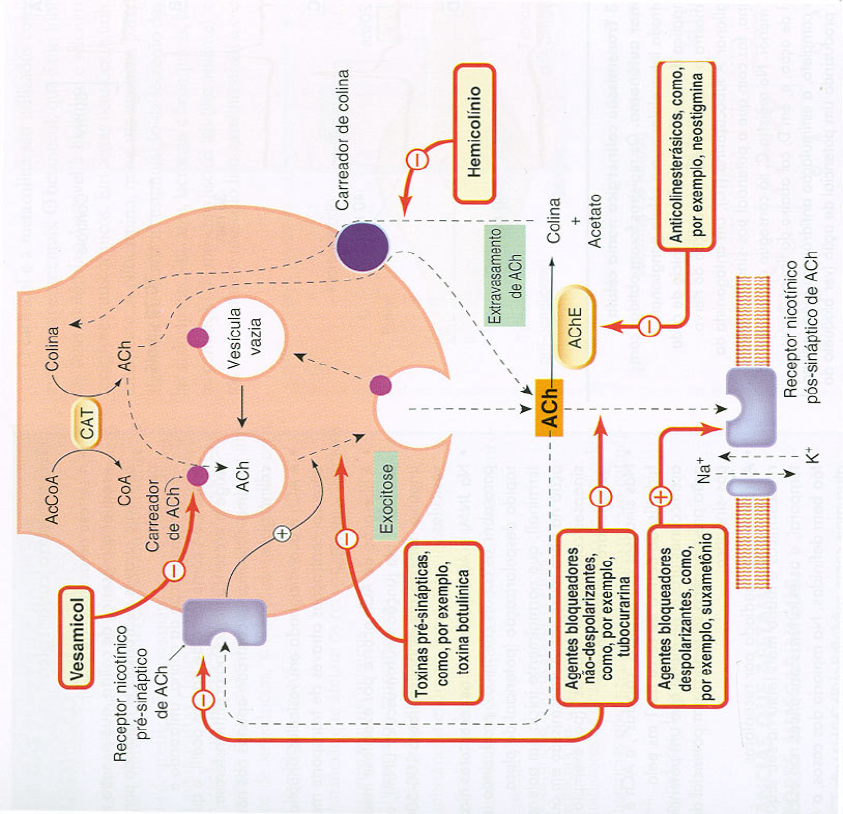 AcCoA
Colina
CAT
CoA
ACh
Carreador
de ACh
Vesamicol
−
Receptor nicotínico
pré-sináptico
de ACh
ACh
Vesícula
vazia
Carreador de colina
+
Exocitose
−
Toxinas pré-sinápticas,
como, por exemplo,
toxina botulínica
−
Hemicolínio
−
Extravasamento
de ACh
ACh
Colina
+
Acetato
AChE
Anticolinesterásicos, como,
por exemplo, neostigmina
−
Agentes bloqueadores
não-despolarizantes,
como, por exemplo,
tubocurarina
−
Agentes bloqueadores
despolarizantes, como,
por exemplo, suxametônio
+
Na+
K+
Receptor nicotínico
pós-sináptico de ACh